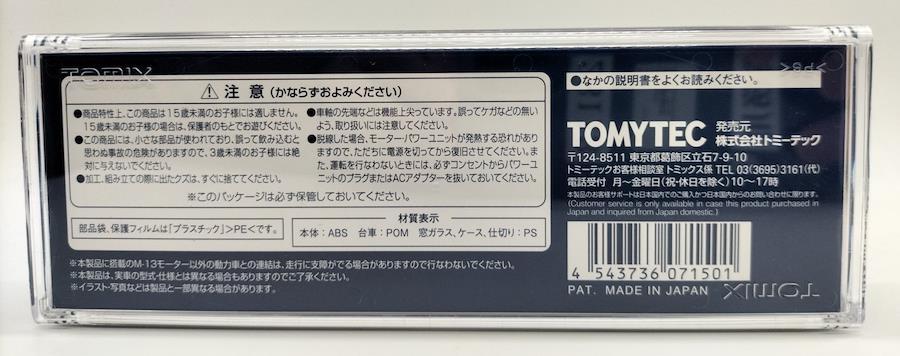 TOMIX
⚠ 注 意 (かならずおよみください)
●商品特性上、この商品は15歳未満のお子様には適しません。
15歳未満のお子様の場合は、保護者のもとでお遊びください。
●この商品には、小さな部品が使われており、誤って飲み込むと
思わぬ事故の危険がありますので、3歳未満のお子様には絶
対に与えないでください。
●加工、組み立ての際に出たクズは、すぐに捨ててください。
●車軸の先端などは機能上尖っています。誤ってケガなどの無い
よう、取り扱いには注意してください。
●脱線した場合、モーター・パワーユニットが発熱する恐れがあり
ますので、ただちに電源を切ってから復旧させてください。ま
た、運転を行なわないときには、必ずコンセントからパワーユ
ニットのプラグまたはACアダプターを抜いておいてください。
※このパッケージは必ず保管しておいてください。
部品袋、保護フィルムは「プラスチック」>PE<です。
材質表示
本体:ABS 台車:POM 窓ガラス、ケース、仕切り:PS
※本製品に搭載のM-13モーター以外の動力車との連結は、走行に支障がでる場合がありますので行なわないでください。
※本製品は、実車の型式・仕様とは異なる場合もありますのでご了承ください。
※イラスト・写真などは製品と一部異なる場合があります。
●なかの説明書をよくお読みください。
>PS<
TOMYTEC 発売元 株式会社トミーテック
〒124-8511 東京都葛飾区立石7-9-10
トミーテックお客様相談室 トミックス係 TEL 03(3695)3161(代)
電話受付 月〜金曜日(祝・休日を除く)10〜17時
本製品のお客様サポートは日本国内でのご購入かつ日本国内からのお問い合わせに限ります。
(Customer service is only available in case this product purchased in
Japan and inquired from Japan domestic.)
4 543736 071501
PAT. MADE IN JAPAN
TOMIX